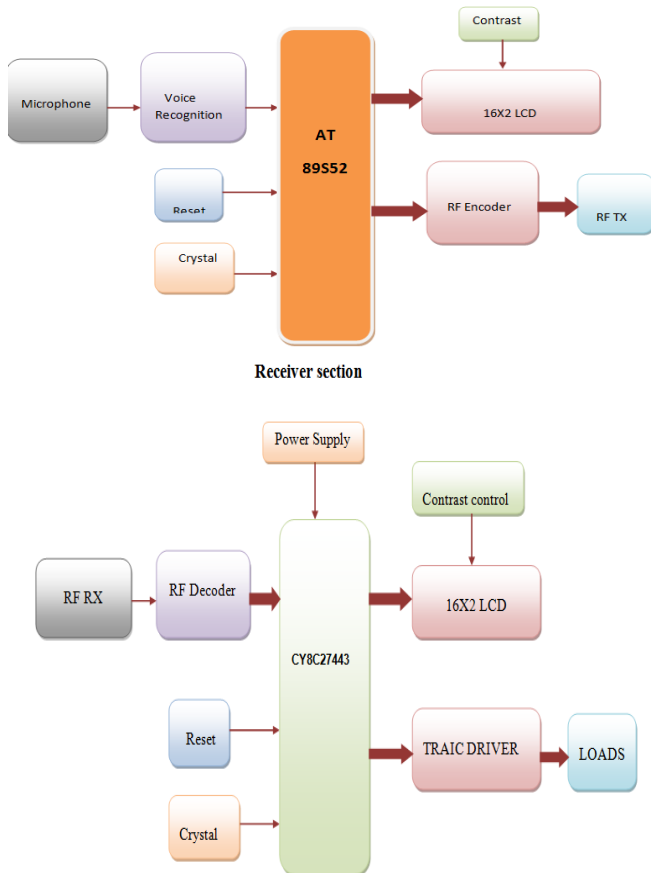 Contrast
Microphone
Voice
Recognition
16X2 LCD
AT
89S52
Reset
RF Encoder
RF TX
Crystal
Receiver section
Power Supply
Contrast control
RF RX
RF Decoder
16X2 LCD
CY8C27443
Reset
TRAIC DRIVER
LOADS
Crystal